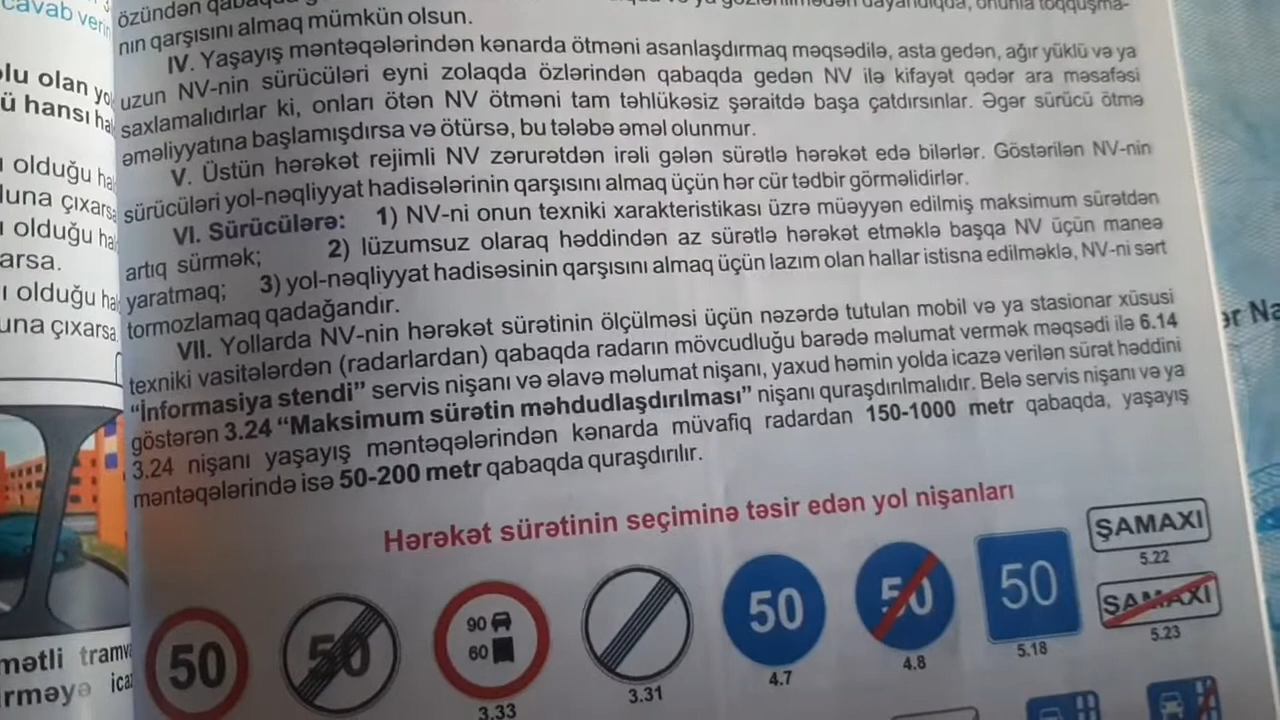 özündən
dayandıqda, onunla toqquşma-
nın qarşısını almaq mümkün olsun.
IV. Yaşayış məntəqələrindən kənarda ötməni asanlaşdırmaq məqsədilə, asta gedən, ağır yüklü və ya
uzun NV-nin sürücüləri eyni zolaqda özlərindən qabaqda gedən NV ilə kifayət qədər ara məsafəsi
saxlamalıdırlar ki, onları ötən NV ötməni tam təhlükəsiz şəraitdə başa çatdırsınlar. Əgər sürücü ötmə
əməliyyatına başlamışdırsa və ötürsə, bu tələbə əməl olunmur.
V. Üstün hərəkət rejimli NV zərurətdən irəli gələn sürətlə hərəkət edə bilərlər. Göstərilən NV-nin
sürücüləri yol-nəqliyyat hadisələrinin qarşısını almaq üçün hər cür tədbir görməlidirlər.
VI. Sürücülərə: 1) NV-ni onun texniki xarakteristikası üzrə müəyyən edilmiş maksimum sürətdən
artıq sürmək; 2) lüzumsuz olaraq həddindən az sürətlə hərəkət etməklə başqa NV üçün maneə
yaratmaq; 3) yol-nəqliyyat hadisəsinin qarşısını almaq üçün lazım olan hallar istisna edilməklə, NV-ni sərt
tormozlamaq qadağandır.
VII. Yollarda NV-nin hərəkət sürətinin ölçülməsi üçün nəzərdə tutulan mobil və ya stasionar xüsusi
texniki vasitələrdən (radarlardan) qabaqda radarın mövcudluğu barədə məlumat vermək məqsədi ilə 6.14
“İnformasiya stendi” servis nişanı və əlavə məlumat nişanı, yaxud həmin yolda icazə verilən sürət həddini
göstərən 3.24 “Maksimum sürətin məhdudlaşdırılması” nişanı quraşdırılmalıdır. Belə servis nişanı və ya
3.24 nişanı yaşayış məntəqələrindən kənarda müvafiq radardan 150-1000 metr qabaqda, yaşayış
məntəqələrində isə 50-200 metr qabaqda quraşdırılır.
Hərəkət sürətinin seçiminə təsir edən yol nişanları
50
50
90
60
3.33
3.31
50
4.7
50
4.8
50
5.18
ŞAMAXI
5.22
ŞAMAXI
5.23
cavab
olan
hansı
olduğu
çıxarsa
olduğu
olduğu
çıxarsa